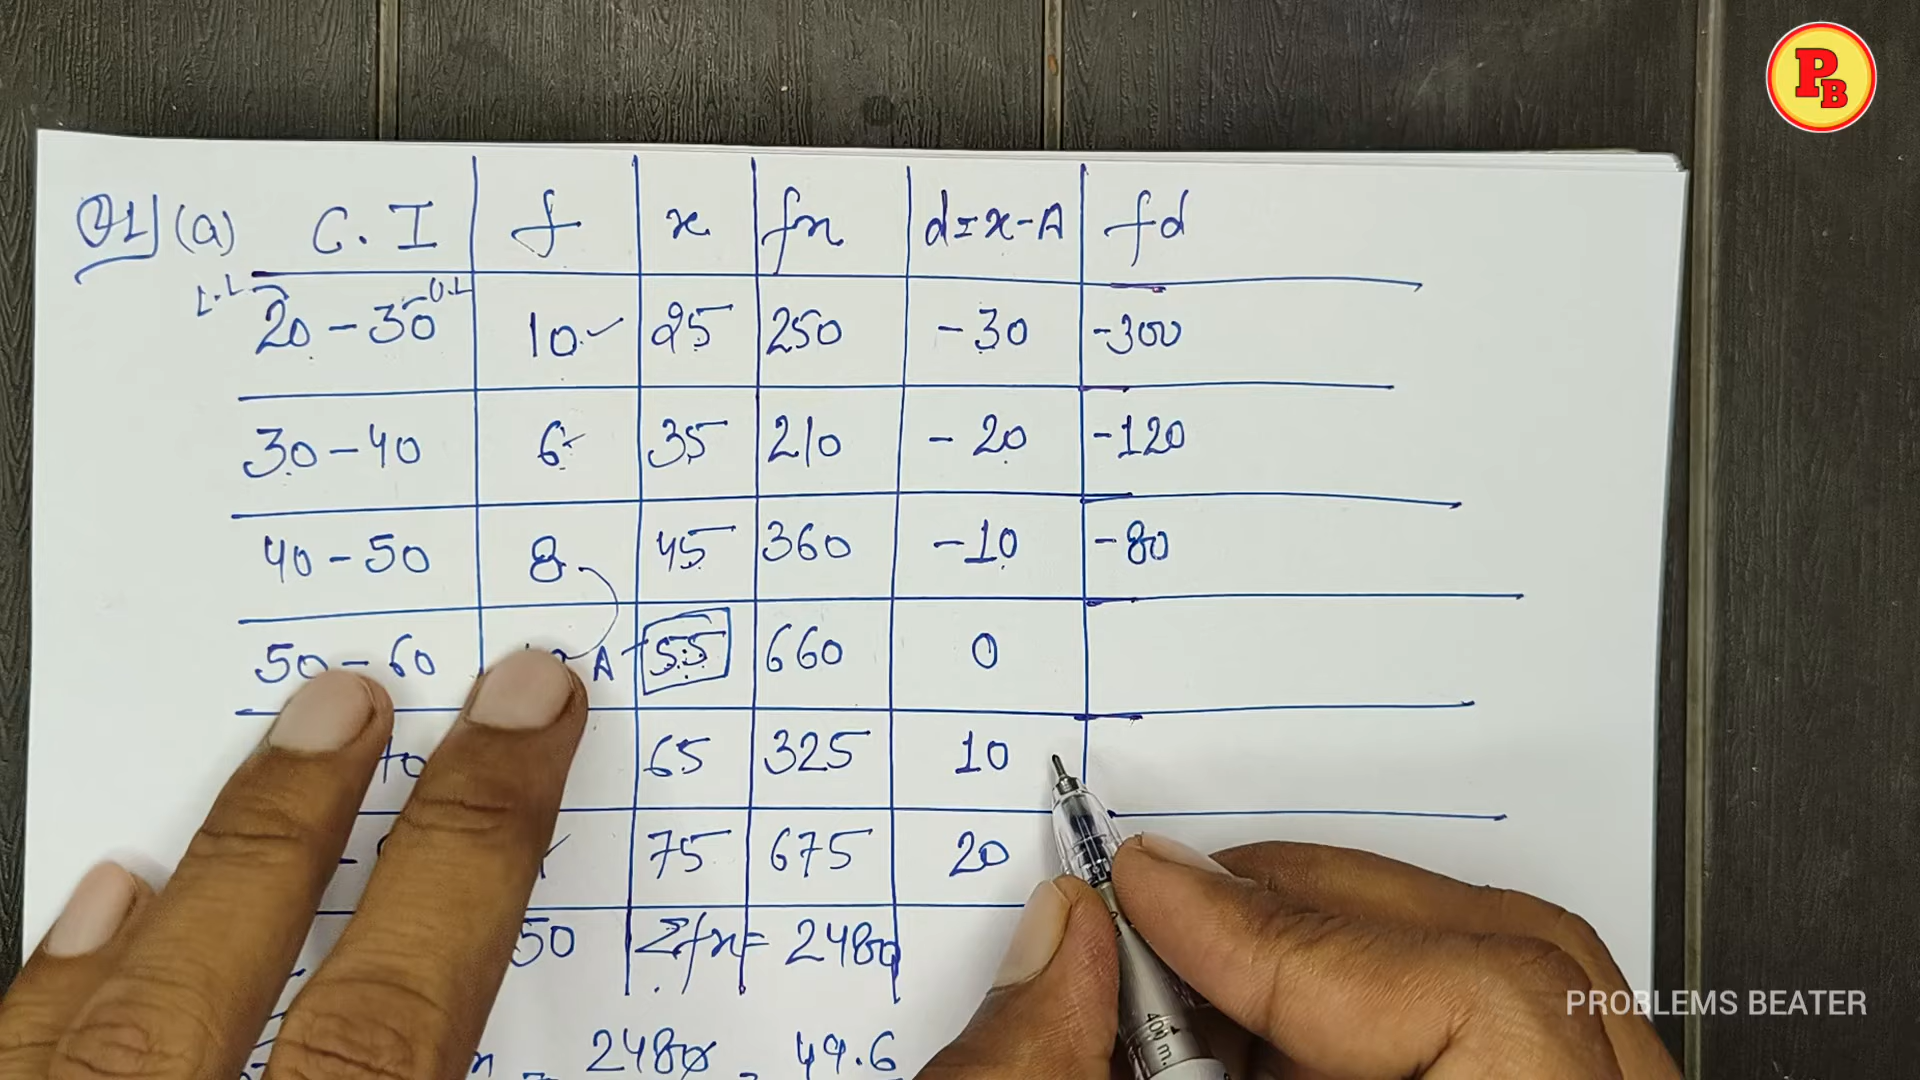 PB
Q1 (a) C.I f x fx d=x-A fd
L.L U.L
20-30 10 25 250 -30 -300
30-40 6 35 210 -20 -120
40-50 8 45 360 -10 -80
50-60 A 55 660 0
65 325 10
75 675 20
50 Σfx = 2480
2480 49.6
PROBLEMS BEATER